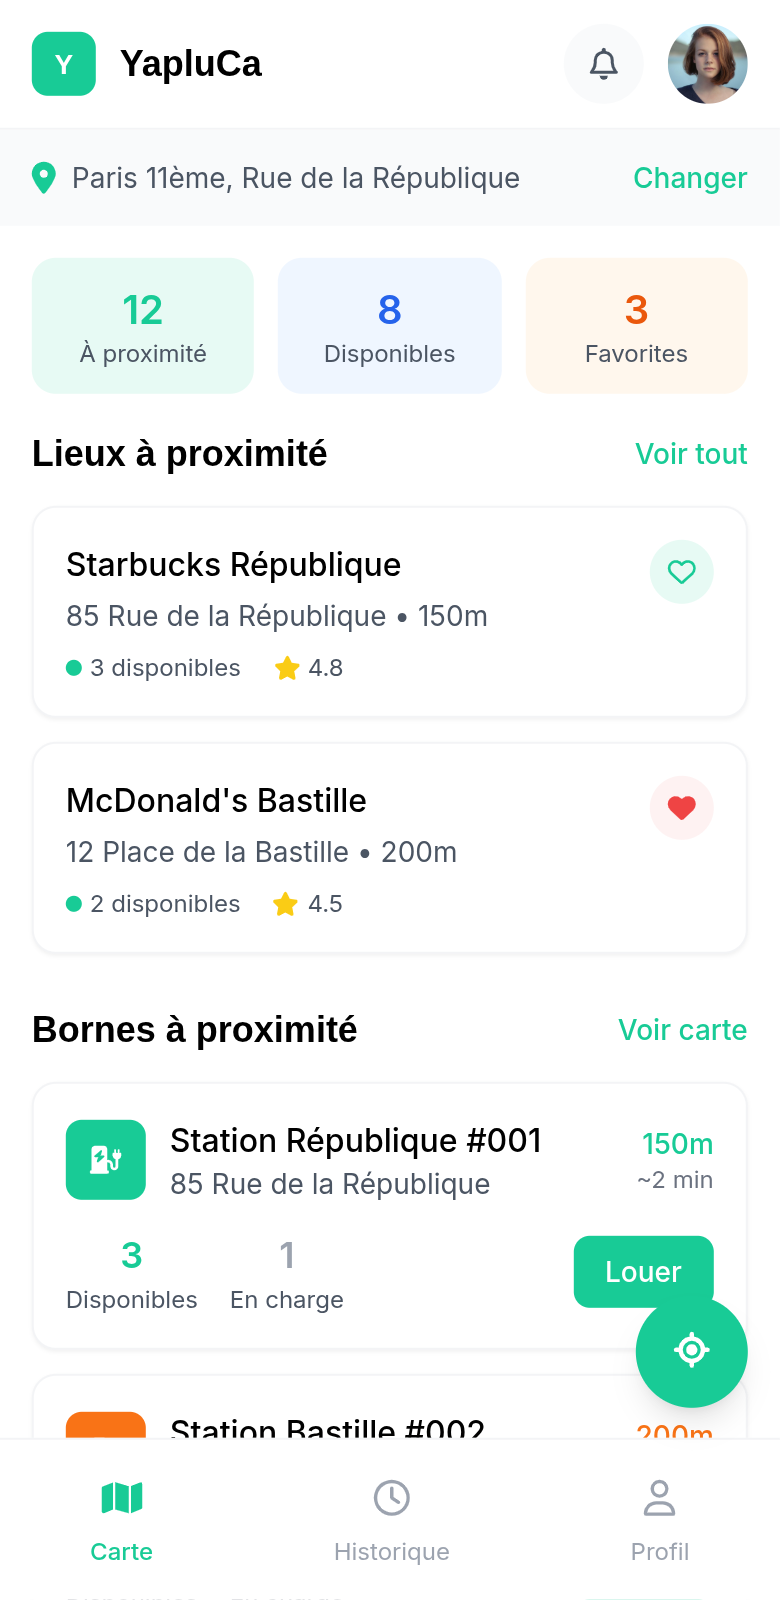 Y YapluCa
Paris 11ème, Rue de la République Changer
12 8 3
À proximité Disponibles Favorites
Lieux à proximité Voir tout
Starbucks République
85 Rue de la République • 150m
3 disponibles 4.8
McDonald's Bastille
12 Place de la Bastille • 200m
2 disponibles 4.5
Bornes à proximité Voir carte
Station République #001 150m
85 Rue de la République ~2 min
3 1
Disponibles En charge Louer
Station Bastille #002 200m
Carte Historique Profil